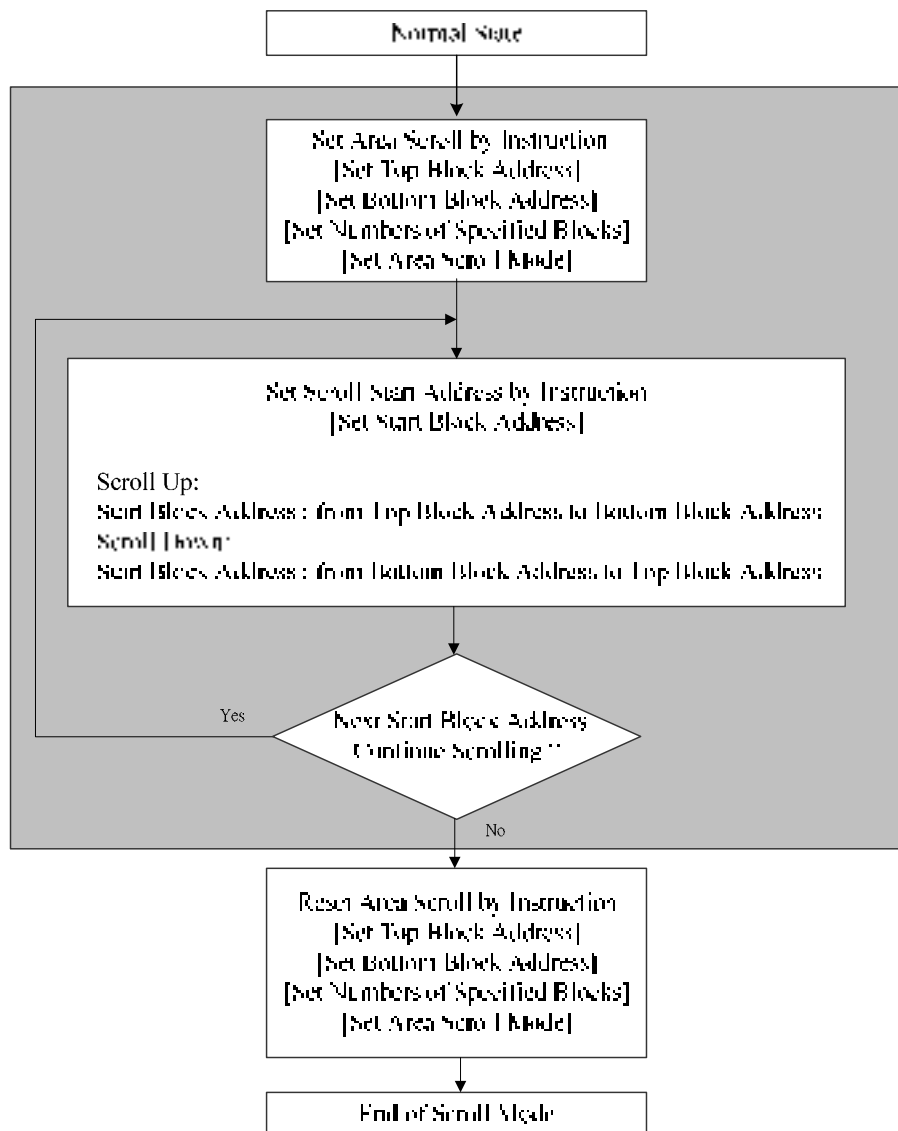 Normal State
Set Area Scroll by Instruction
[Set Top Block Address]
[Set Bottom Block Address]
[Set Numbers of Specified Blocks]
[Set Area Scroll Mode]
Set Scroll Start Address by Instruction
[Set Start Block Address]
Scroll Up:
Start Block Address : from Top Block Address to Bottom Block Address
Scroll Down:
Start Block Address : from Bottom Block Address to Top Block Address
Next Start Block Address
Continue Scrolling ?
Yes
No
Reset Area Scroll by Instruction
[Set Top Block Address]
[Set Bottom Block Address]
[Set Numbers of Specified Blocks]
[Set Area Scroll Mode]
End of Scroll Mode